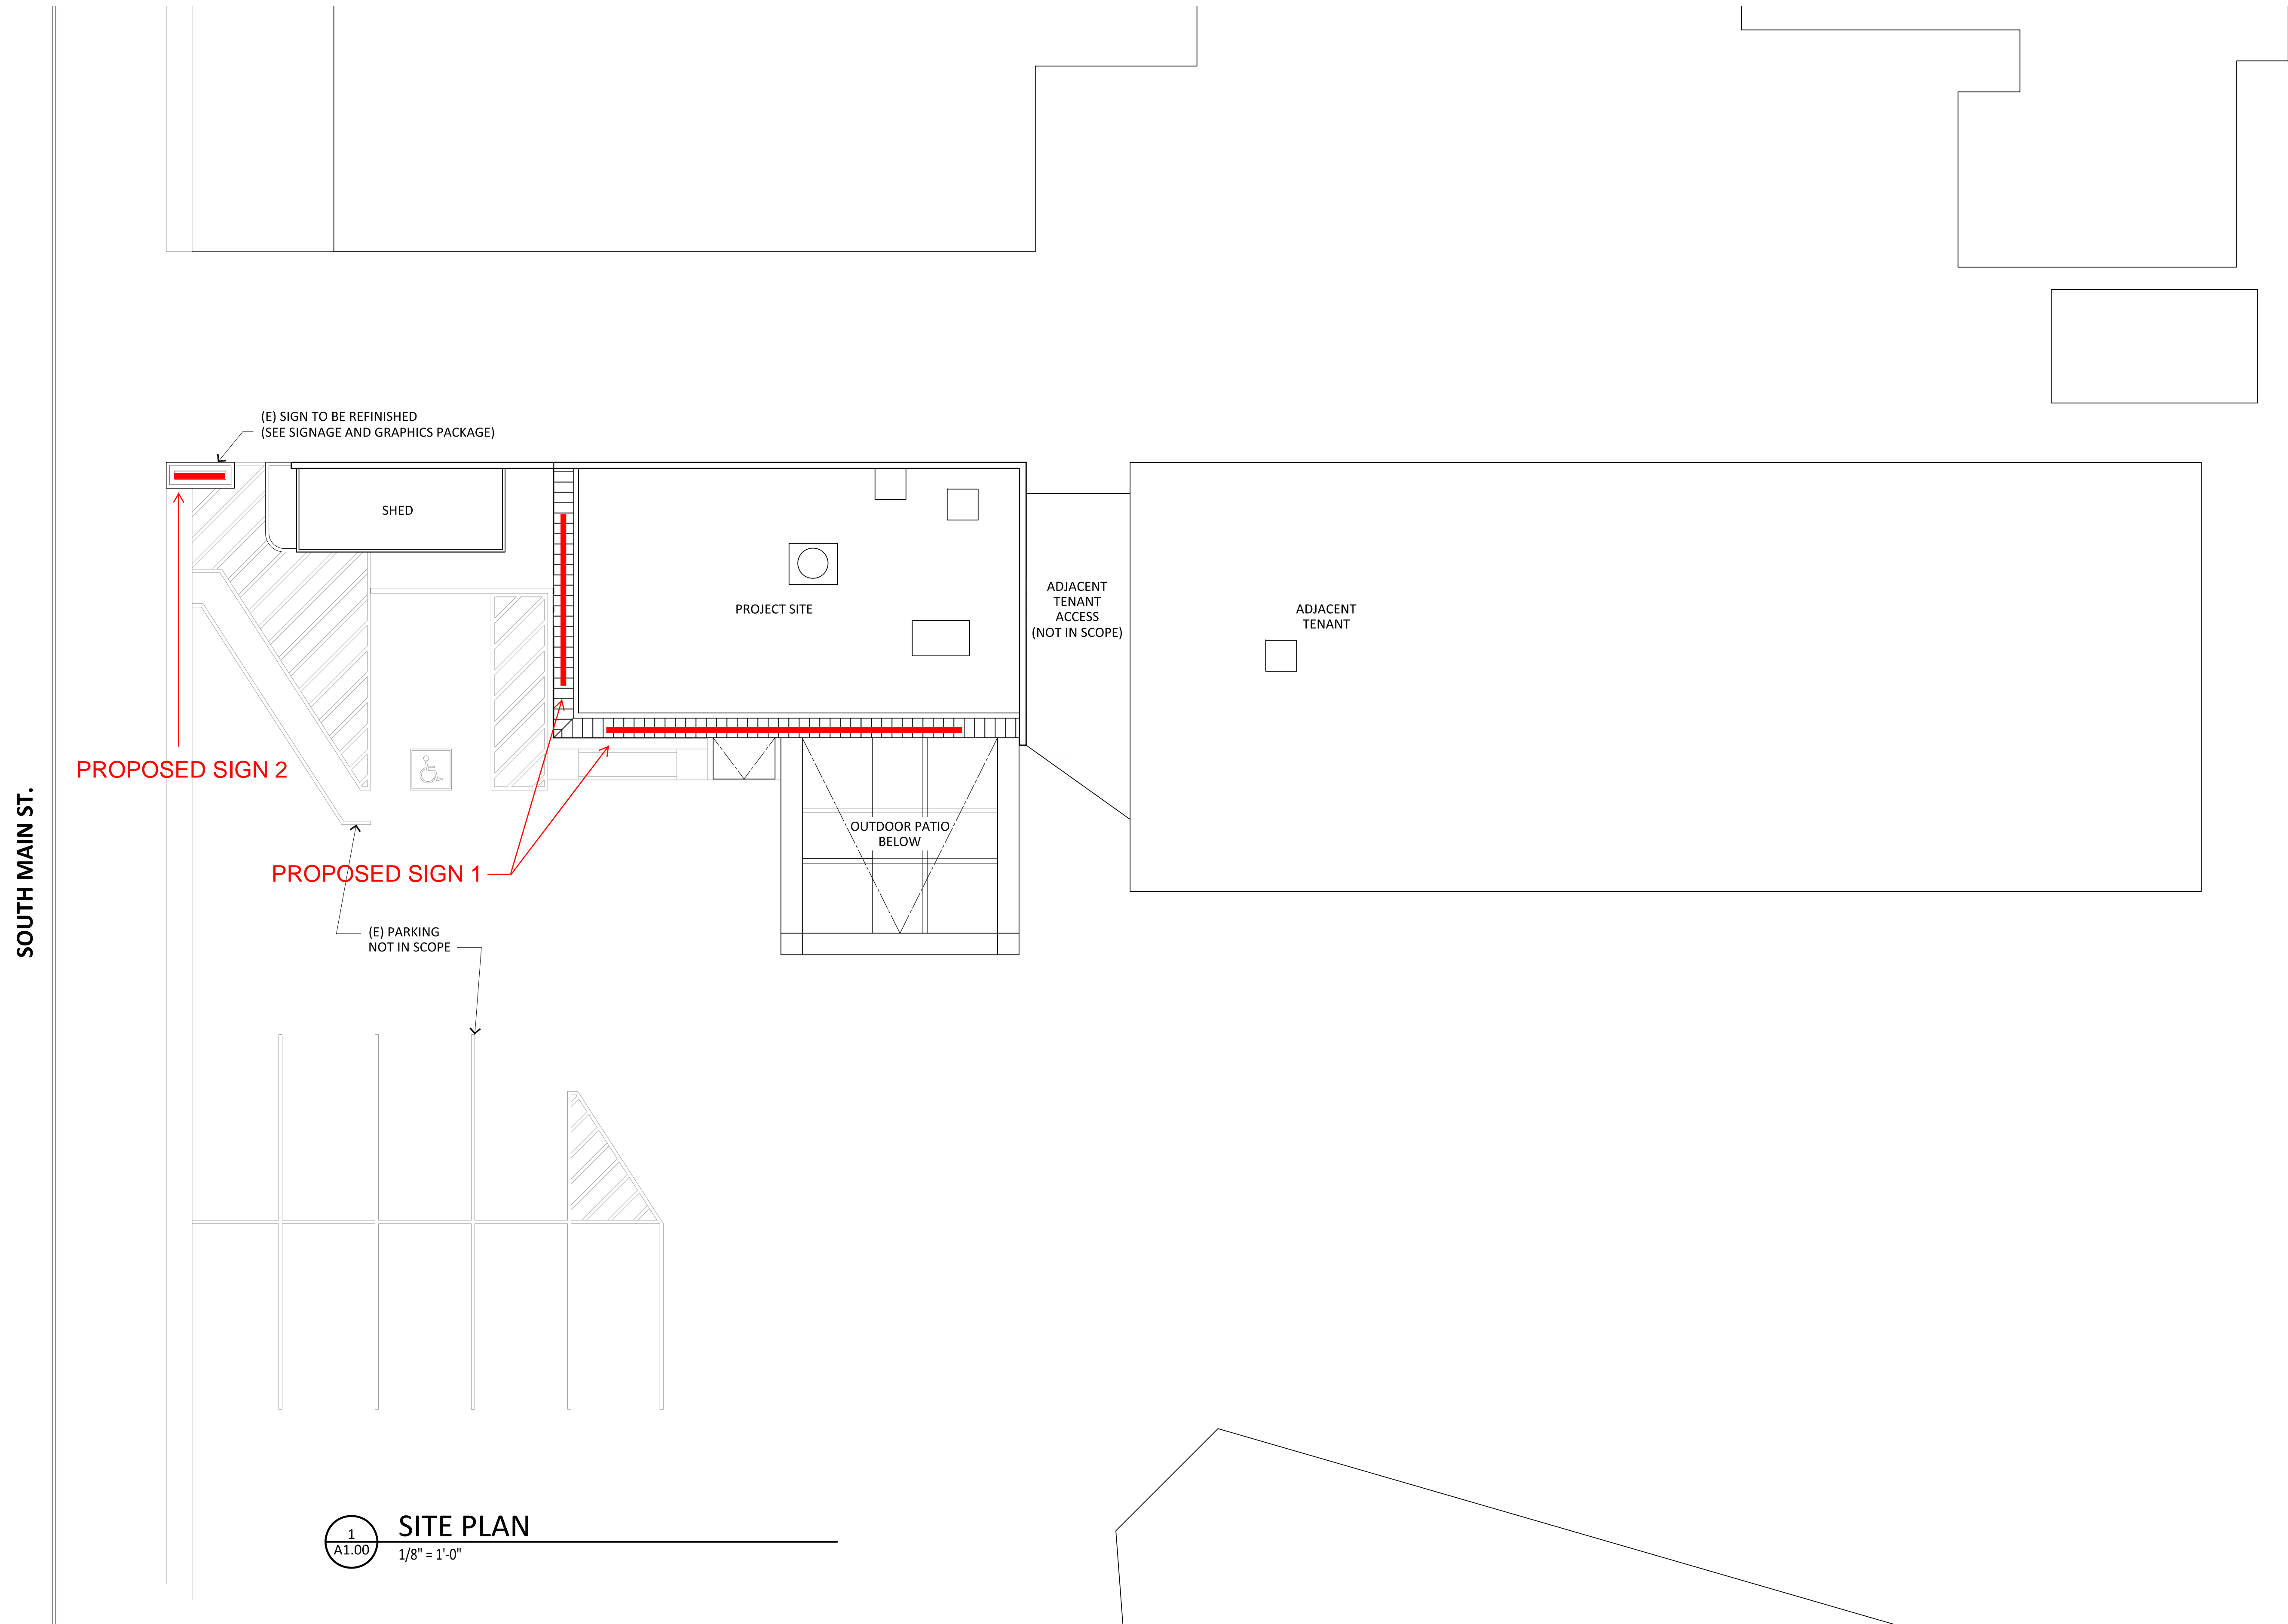 (E) SIGN TO BE REFINISHED
(SEE SIGNAGE AND GRAPHICS PACKAGE)
SHED
PROJECT SITE
ADJACENT
TENANT
ACCESS
(NOT IN SCOPE)
ADJACENT
TENANT
PROPOSED SIGN 2
SOUTH MAIN ST.
OUTDOOR PATIO
BELOW
PROPOSED SIGN 1
(E) PARKING
NOT IN SCOPE
1
A1.00
SITE PLAN
1/8" = 1'-0"